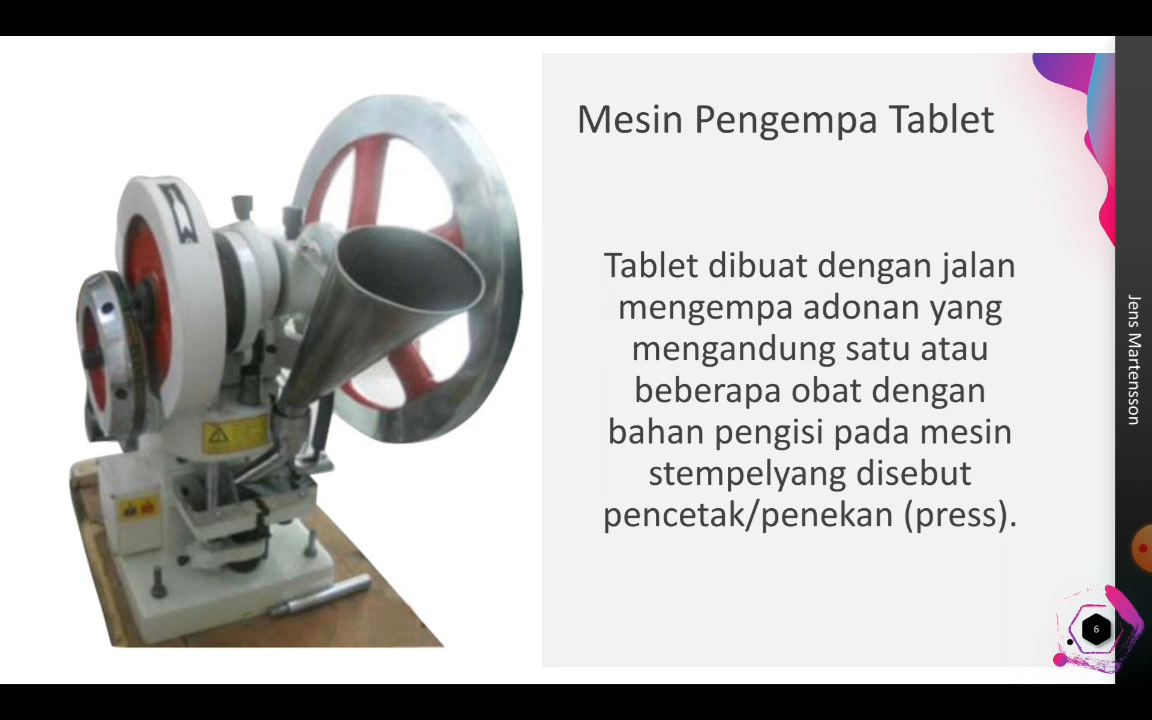 Mesin Pengempa Tablet
Tablet dibuat dengan jalan
mengempa adonan yang
mengandung satu atau
beberapa obat dengan
bahan pengisi pada mesin
stempelyang disebut
pencetak/penekan (press).
Jens Martensson
6